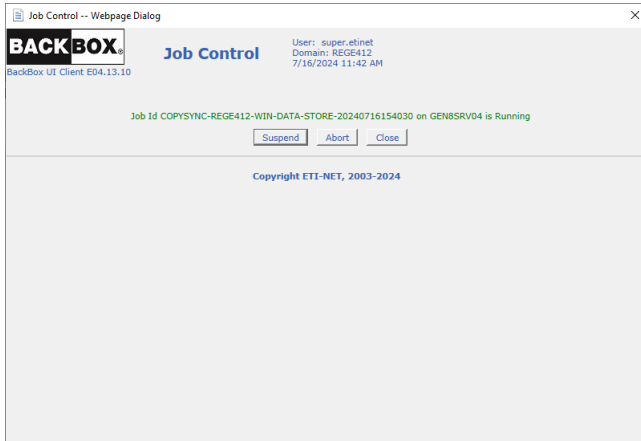 Job Control -- Webpage Dialog
BACKBOX®
BackBox UI Client E04.13.10
Job Control
User: super.etinet
Domain: REGE412
7/16/2024 11:42 AM
Job Id COPYSYNC-REGE412-WIN-DATA-STORE-20240716154030 on GEN8SRV04 is Running
Suspend Abort Close
Copyright ETI-NET, 2003-2024